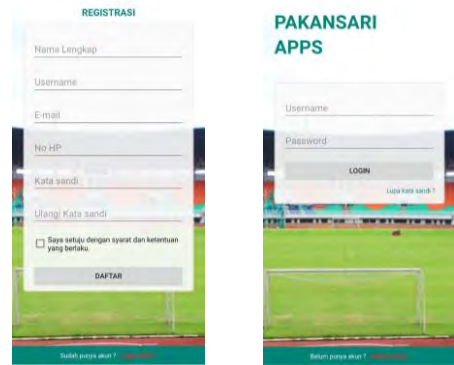 REGISTRASI
Nama Lengkap
Username
E-mail
No HP
Kata sandi
Ulangi Kata sandi
Saya setuju dengan syarat dan ketentuan
yang berlaku.
DAFTAR
Sudah punya akun ?
PAKANSARI
APPS
Username
Password
LOGIN
Lupa kata sandi ?
Belum punya akun ?